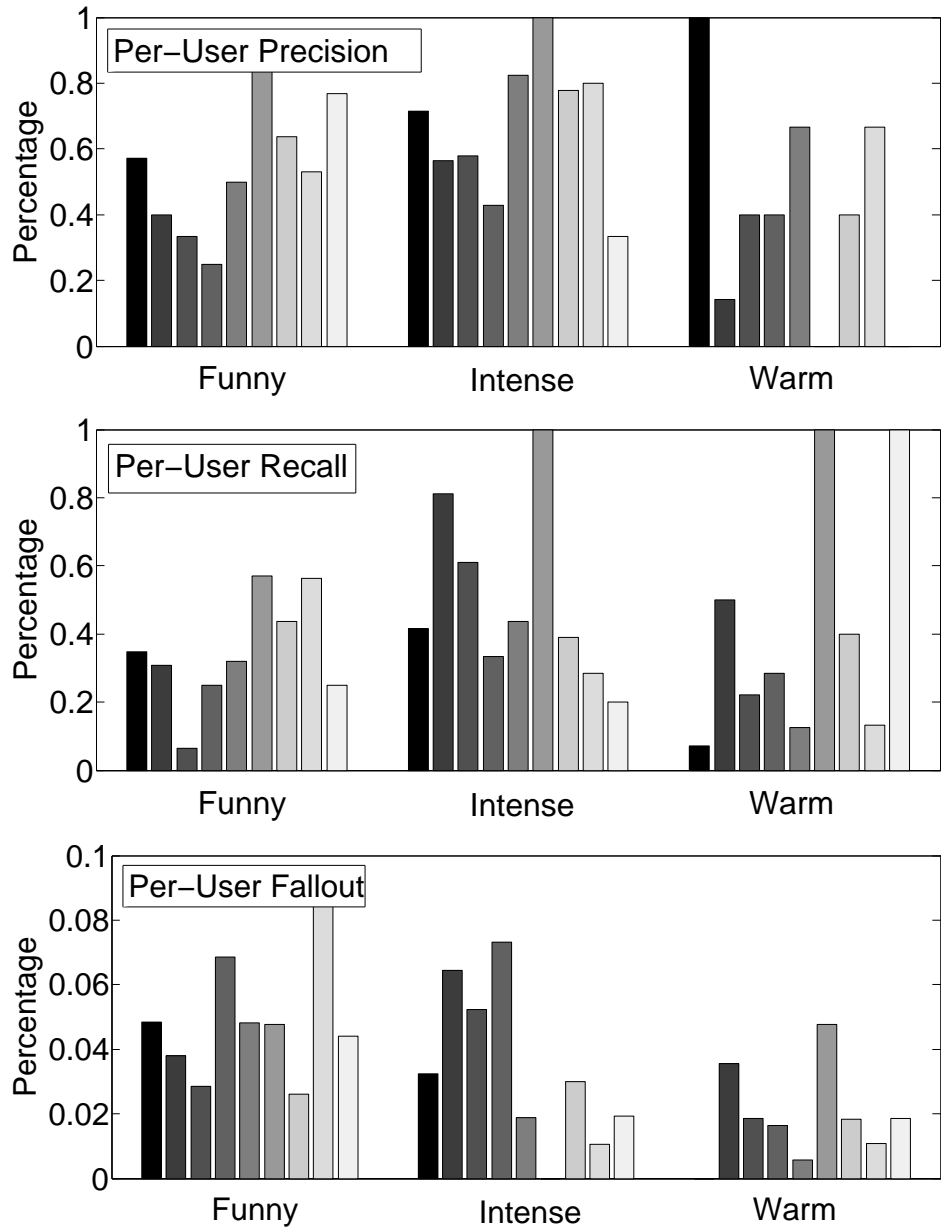 Per−User Precision
Percentage
1
0.8
0.6
0.4
0.2
0
Funny
Intense
Warm
Per−User Recall
Percentage
1
0.8
0.6
0.4
0.2
0
Funny
Intense
Warm
Per−User Fallout
Percentage
0.1
0.08
0.06
0.04
0.02
0
Funny
Intense
Warm